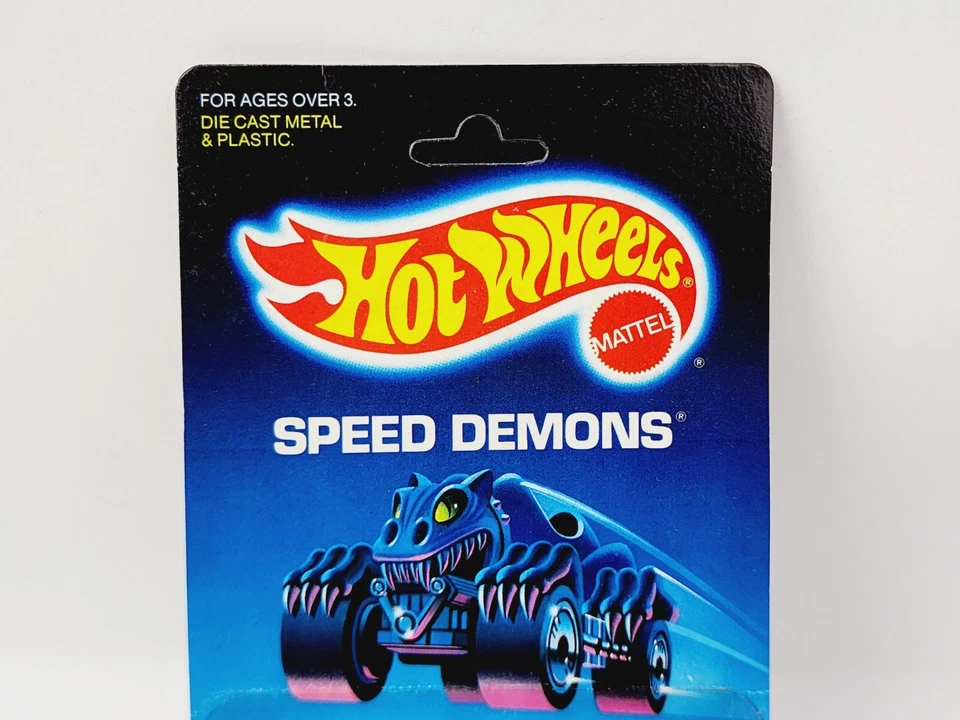 FOR AGES OVER 3.
DIE CAST METAL
& PLASTIC.
HOT WHEELS®
MATTEL
®
SPEED DEMONS®